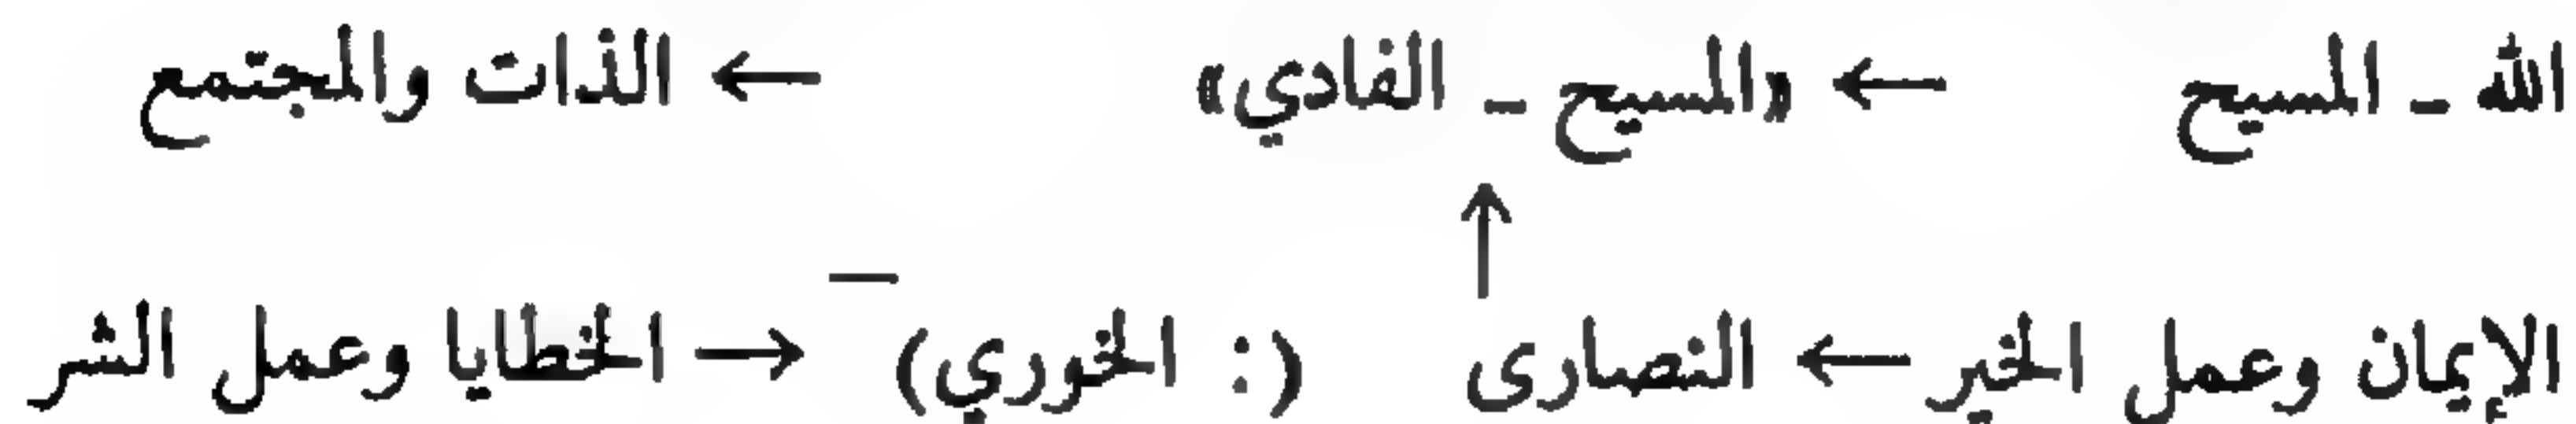 الله ـ المسيح ← «المسيح ـ الفادي» ← الذات والمجتمع
↑
الإيمان وعمل الخير ← النصارى (: الخوري) — → الخطايا وعمل الشر